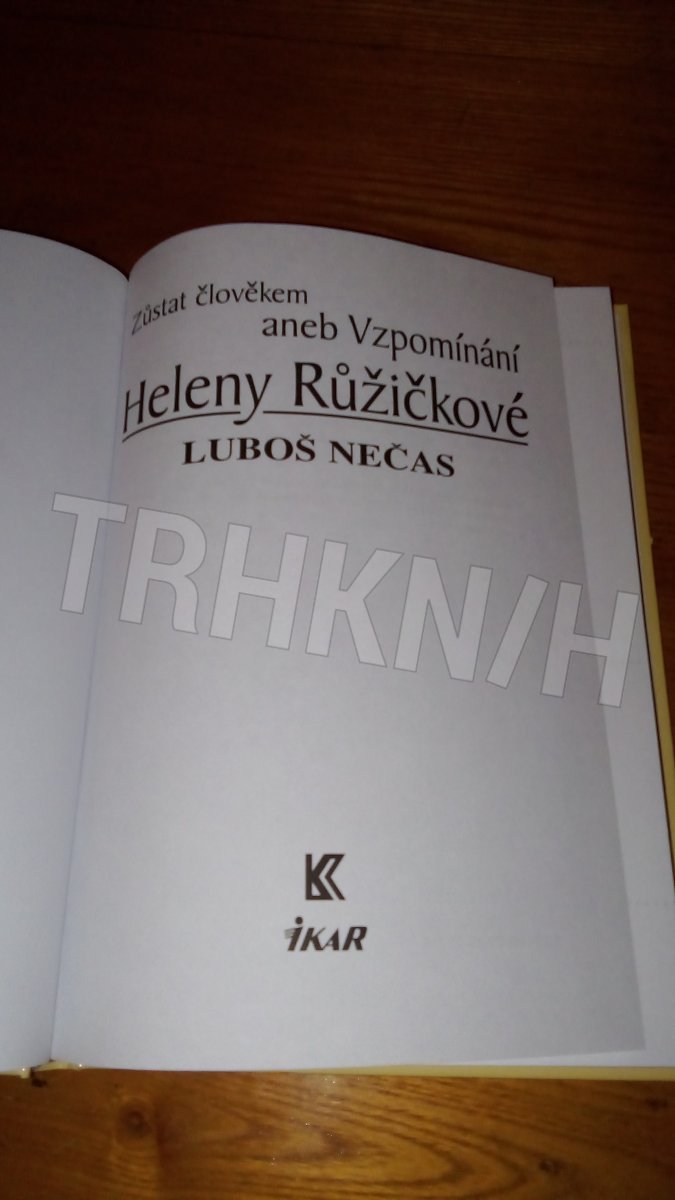 Zůstat člověkem
aneb Vzpomínání
Heleny Růžičkové
LUBOŠ NEČAS
TRHKN/H
K
iKAR